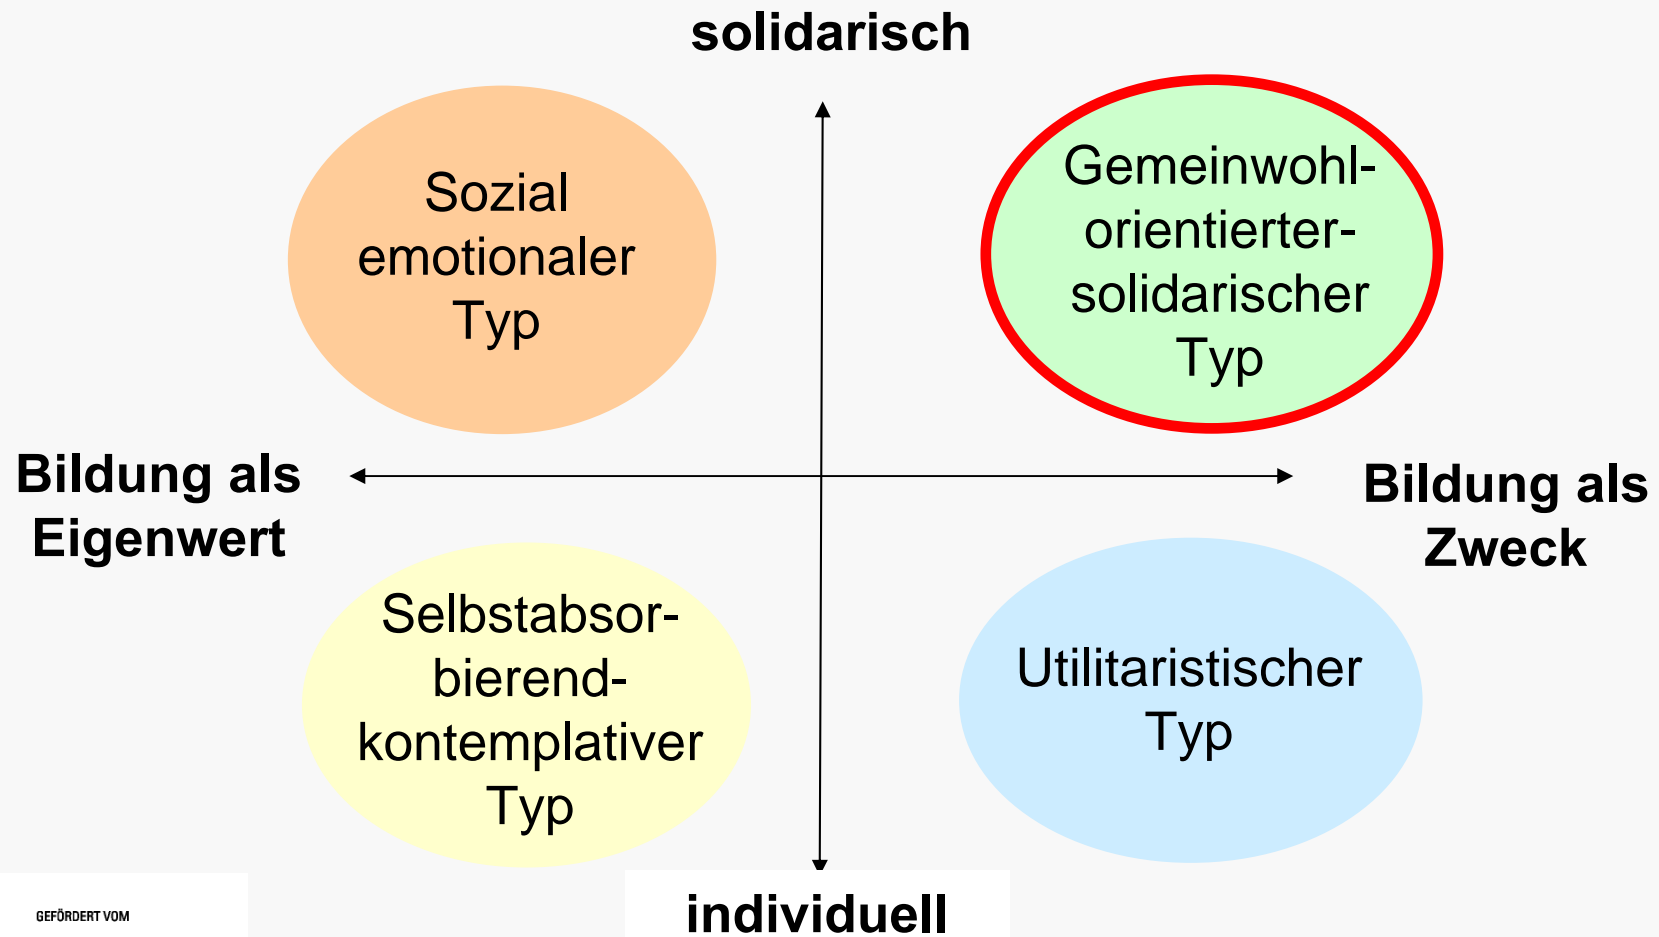 solidarisch
Sozial
emotionaler
Typ
Gemeinwohl-
orientierter-
solidarischer
Typ
Bildung als
Eigenwert
Bildung als
Zweck
Selbstabsor-
bierend-
kontemplativer
Typ
Utilitaristischer
Typ
individuell
GEFÖRDERT VOM